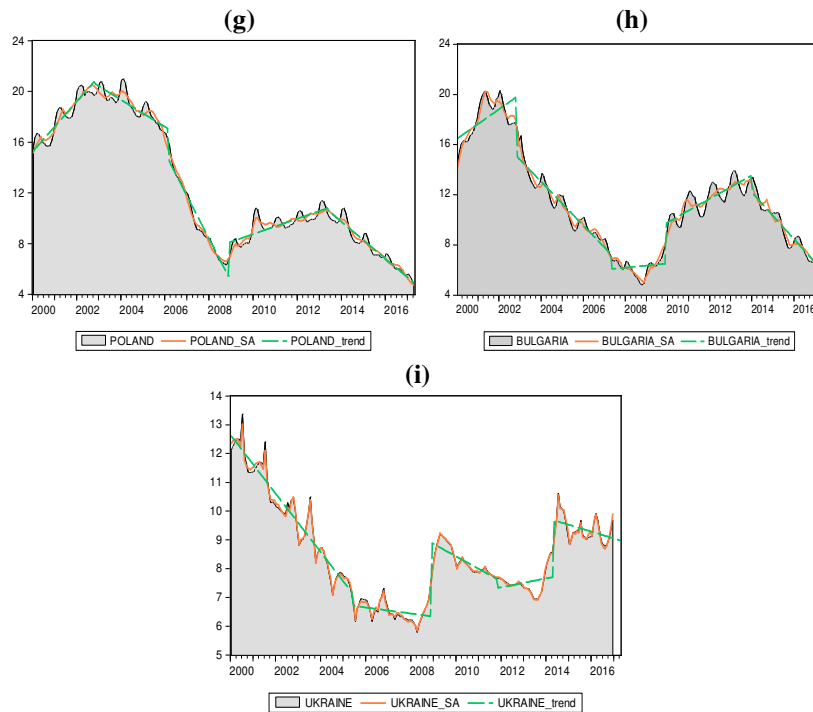 (g)
24
20
16
12
8
4
2000 2002 2004 2006 2008 2010 2012 2014 2016
POLAND POLAND_SA POLAND_trend
(h)
24
20
16
12
8
4
2000 2002 2004 2006 2008 2010 2012 2014 2016
BULGARIA BULGARIA_SA BULGARIA_trend
(i)
14
13
12
11
10
9
8
7
6
5
2000 2002 2004 2006 2008 2010 2012 2014 2016
UKRAINE UKRAINE_SA UKRAINE_trend